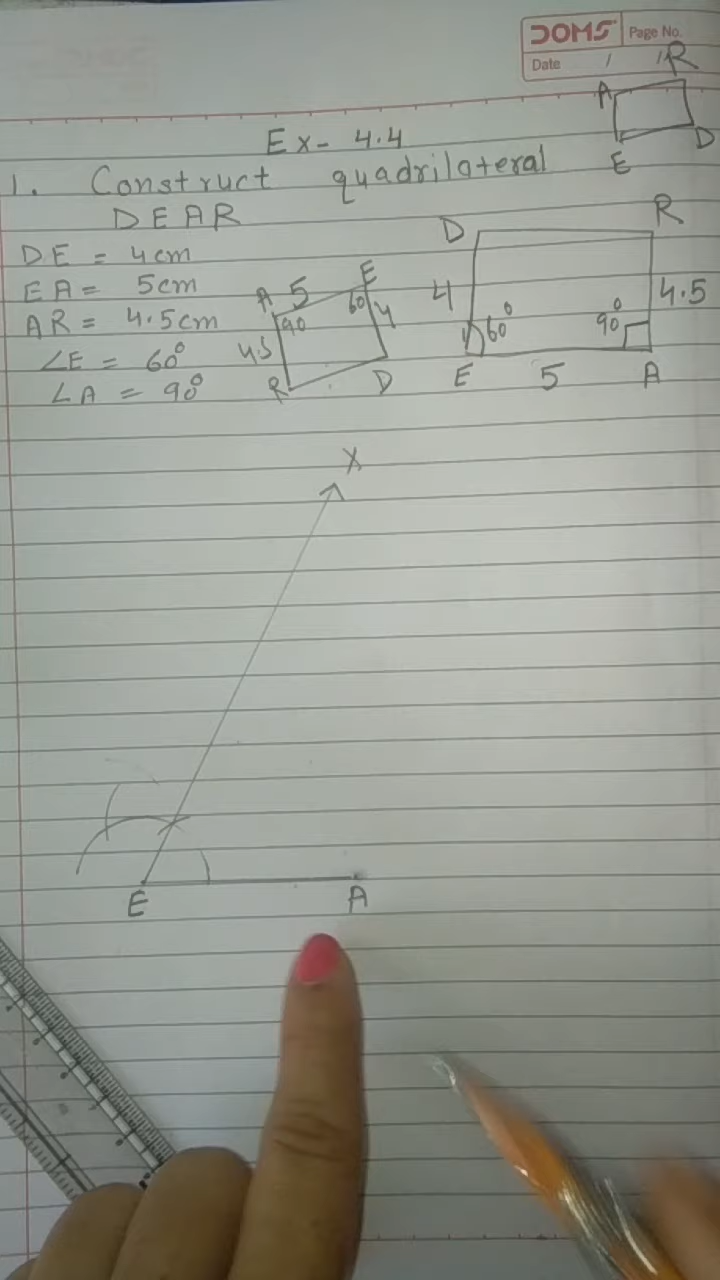 DOMS Page No.
Date / /
R
A
D
E
Ex- 4.4
1. Construct quadrilateral
DEAR
DE = 4cm
EA = 5cm
AR = 4.5cm
∠E = 60°
∠A = 90°
A 5 E
90 60 4
4.5
R D
D R
4 4.5
60° 90°
E 5 A
X
E A